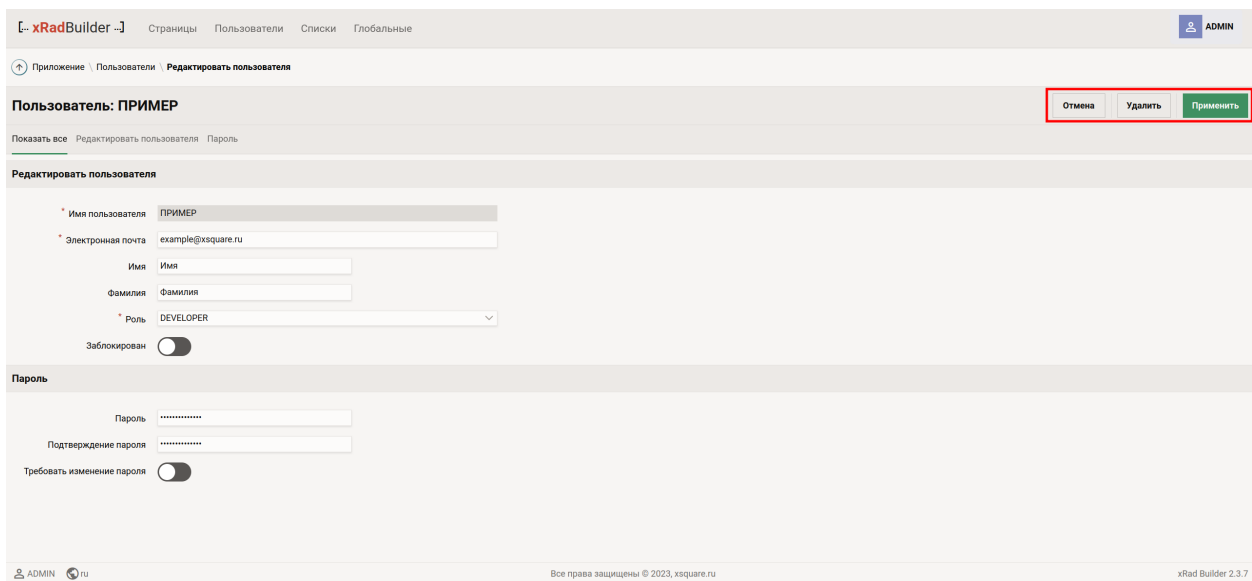 [... xRadBuilder ...] Страницы Пользователи Списки Глобальные ADMIN
Приложение \ Пользователи \ Редактировать пользователя
Пользователь: ПРИМЕР Отмена Удалить Применить
Показать все Редактировать пользователя Пароль
Редактировать пользователя
* Имя пользователя ПРИМЕР
* Электронная почта example@xsquare.ru
Имя Имя
Фамилия Фамилия
* Роль DEVELOPER
Заблокирован
Пароль
Пароль ••••••••••••••
Подтверждение пароля ••••••••••••••
Требовать изменение пароля
ADMIN ru Все права защищены © 2023, xsquare.ru xRad Builder 2.3.7